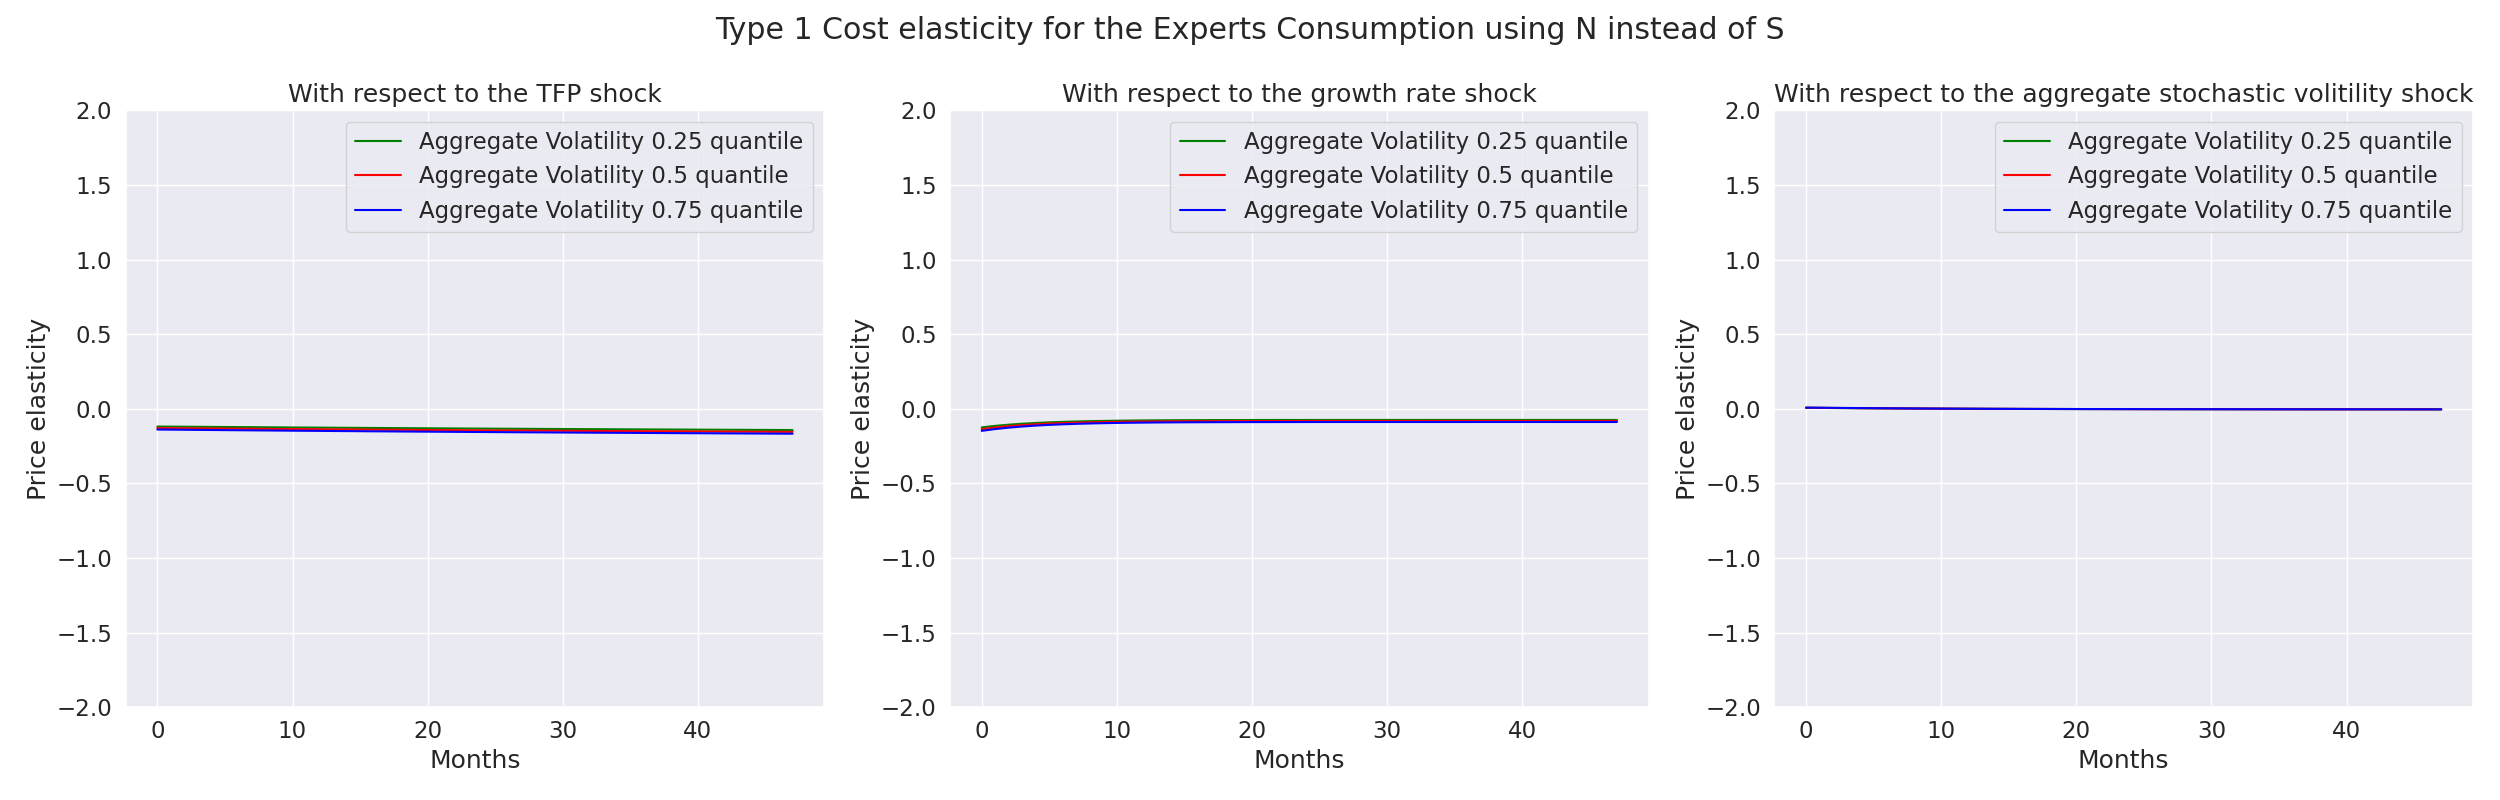 Type 1 Cost elasticity for the Experts Consumption using N instead of S
With respect to the TFP shock
2.0
1.5
1.0
0.5
0.0
−0.5
−1.0
−1.5
−2.0
Price elasticity
Aggregate Volatility 0.25 quantile
Aggregate Volatility 0.5 quantile
Aggregate Volatility 0.75 quantile
0 10 20 30 40
Months
With respect to the growth rate shock
2.0
1.5
1.0
0.5
0.0
−0.5
−1.0
−1.5
−2.0
Price elasticity
Aggregate Volatility 0.25 quantile
Aggregate Volatility 0.5 quantile
Aggregate Volatility 0.75 quantile
0 10 20 30 40
Months
With respect to the aggregate stochastic volitility shock
2.0
1.5
1.0
0.5
0.0
−0.5
−1.0
−1.5
−2.0
Price elasticity
Aggregate Volatility 0.25 quantile
Aggregate Volatility 0.5 quantile
Aggregate Volatility 0.75 quantile
0 10 20 30 40
Months